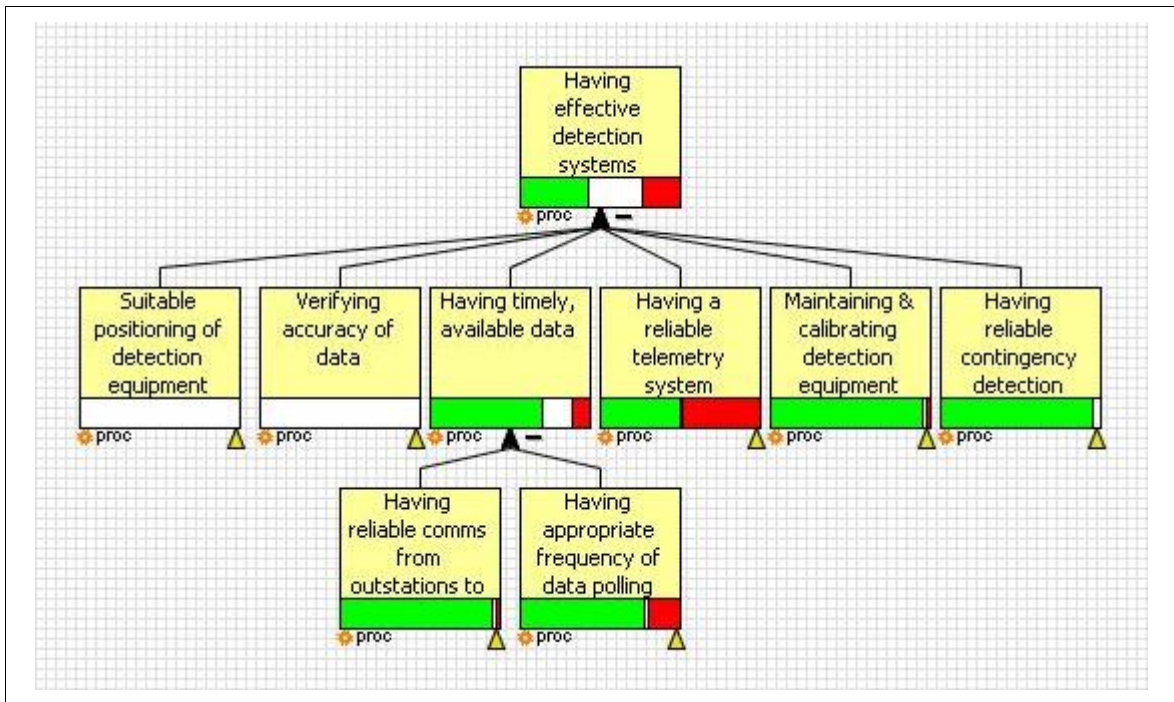 Having
effective
detection
systems
proc
Suitable
positioning of
detection
equipment
proc
Verifying
accuracy of
data
proc
Having timely,
available data
proc
Having a
reliable
telemetry
system
proc
Maintaining &
calibrating
detection
equipment
proc
Having
reliable
contingency
detection
proc
Having
reliable comms
from
outstations to
proc
Having
appropriate
frequency of
data polling
proc